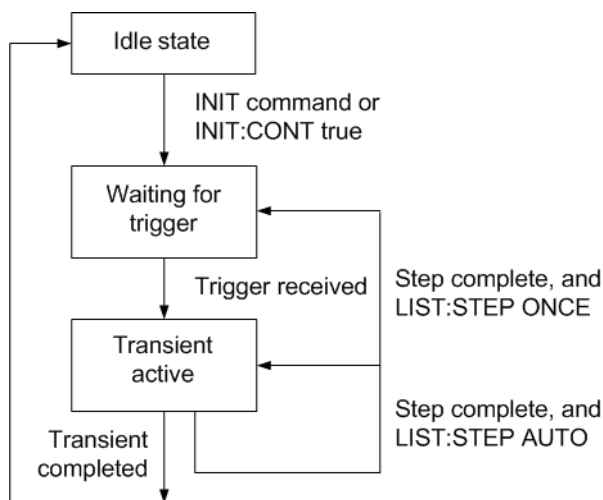 Idle state
INIT command or
INIT:CONT true
Waiting for
trigger
Trigger received
Step complete, and
LIST:STEP ONCE
Transient
active
Step complete, and
LIST:STEP AUTO
Transient
completed